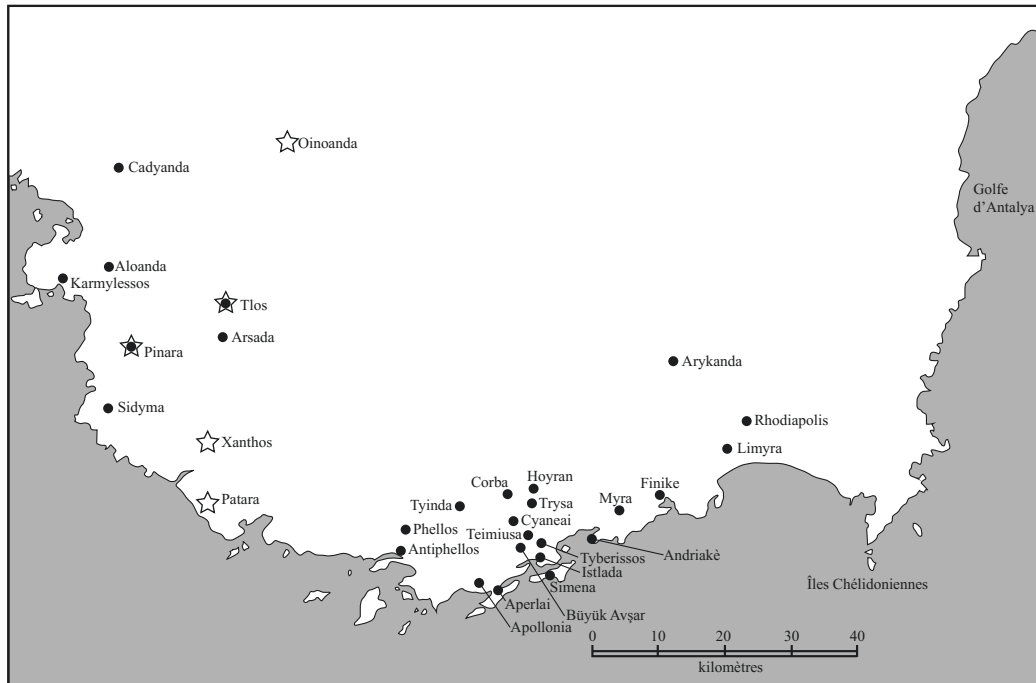 Oinoanda
Cadyanda
Golfe
d'Antalya
Aloanda
Karmylessos
Tlos
Arsada
Pinara
Arykanda
Sidyma
Rhodiapolis
Xanthos
Limyra
Hoyran
Corba
Finike
Patara
Tyinda
Trysa
Myra
Cyaneai
Phellos
Teimiusa
Antiphellos
Tyberissos
Andriakè
Istlada
Simena
Îles Chélidoniennes
Aperlai
Büyük Avşar
Apollonia
0 10 20 30 40
kilomètres